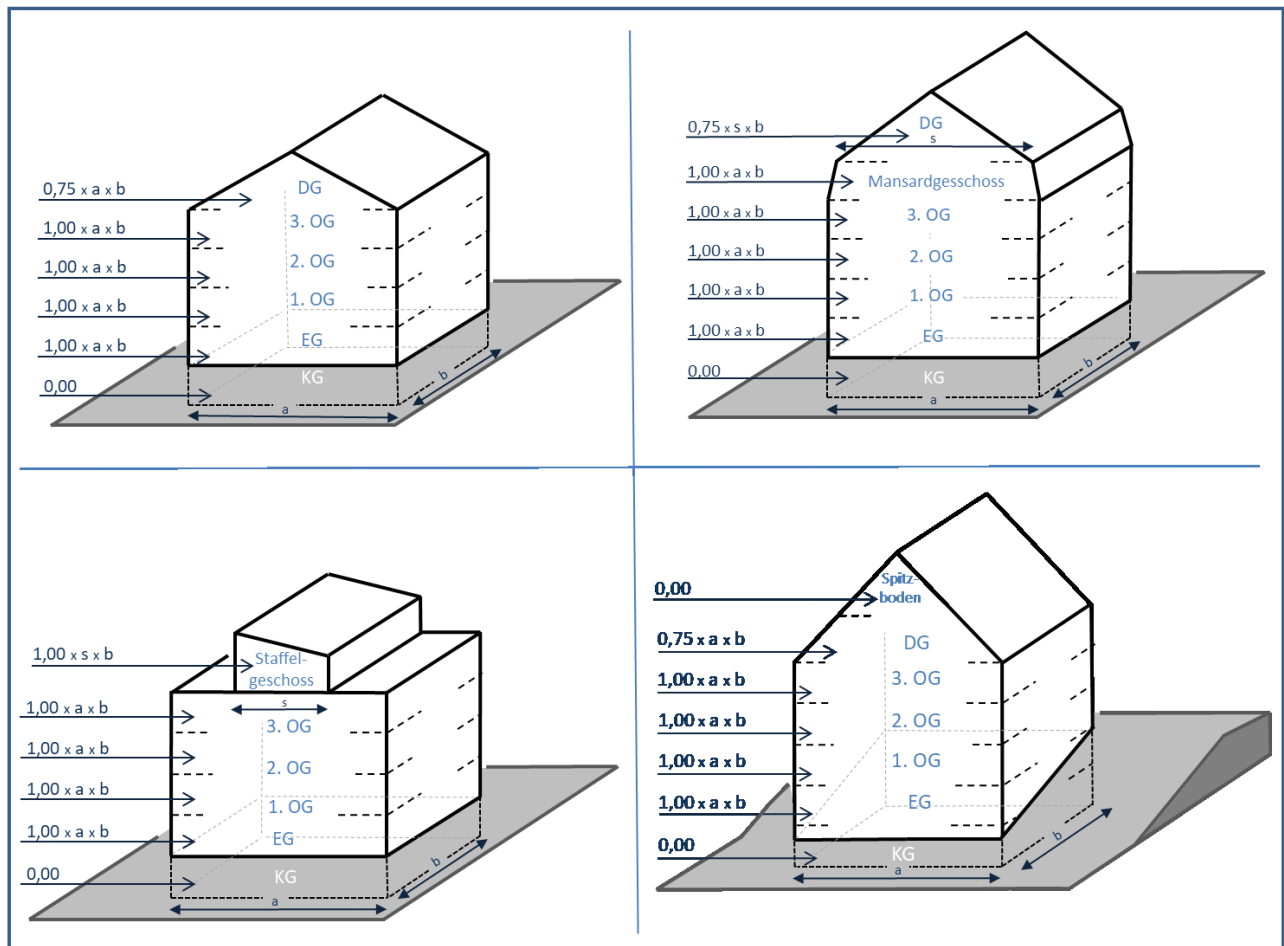 DG
0,75 x a x b
3. OG
1,00 x a x b
2. OG
1,00 x a x b
1. OG
1,00 x a x b
EG
1,00 x a x b
KG
0,00
b
a
DG
0,75 x s x b
s
Mansardgesschoss
1,00 x a x b
3. OG
1,00 x a x b
2. OG
1,00 x a x b
1. OG
1,00 x a x b
EG
1,00 x a x b
KG
0,00
b
a
1,00 x s x b
Staffel-
geschoss
s
1,00 x a x b
3. OG
1,00 x a x b
2. OG
1,00 x a x b
1. OG
1,00 x a x b
EG
0,00
KG
b
a
Spitz-
boden
0,00
0,75 x a x b
DG
1,00 x a x b
3. OG
1,00 x a x b
2. OG
1,00 x a x b
1. OG
1,00 x a x b
EG
0,00
KG
b
a